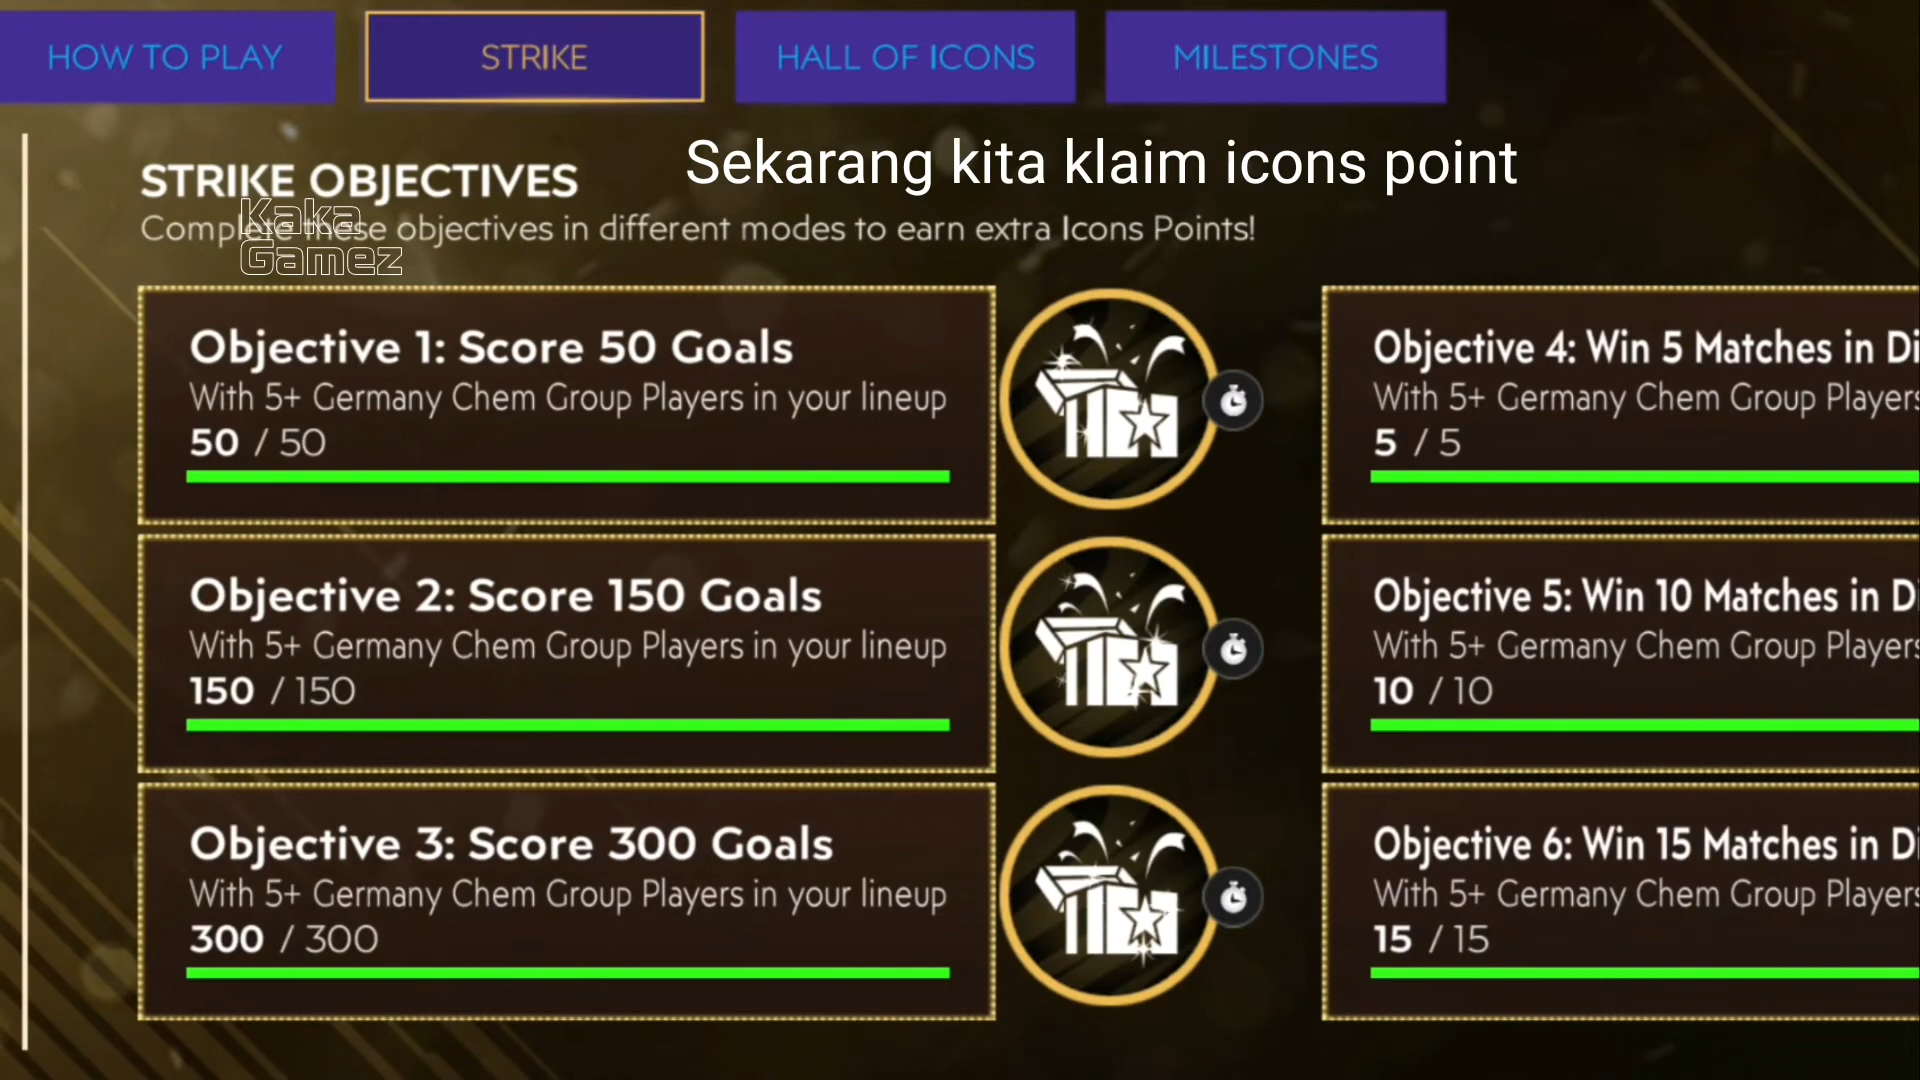 HOW TO PLAY
STRIKE
HALL OF ICONS
MILESTONES
Sekarang kita klaim icons point
STRIKE OBJECTIVES
Kaka
Gamez
Complete these objectives in different modes to earn extra Icons Points!
Objective 1: Score 50 Goals
With 5+ Germany Chem Group Players in your lineup
50 / 50
Objective 2: Score 150 Goals
With 5+ Germany Chem Group Players in your lineup
150 / 150
Objective 3: Score 300 Goals
With 5+ Germany Chem Group Players in your lineup
300 / 300
Objective 4: Win 5 Matches in Di
With 5+ Germany Chem Group Players
5 / 5
Objective 5: Win 10 Matches in D
With 5+ Germany Chem Group Players
10 / 10
Objective 6: Win 15 Matches in D
With 5+ Germany Chem Group Players
15 / 15